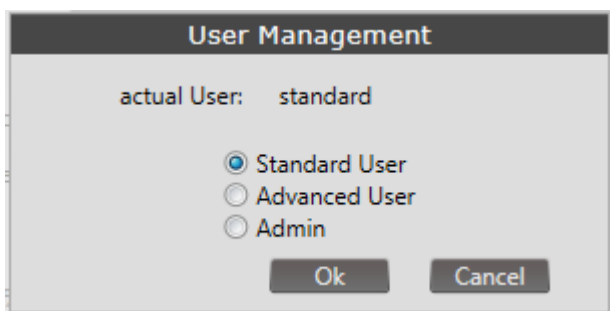 User Management
actual User: standard
Standard User
Advanced User
Admin
Ok Cancel